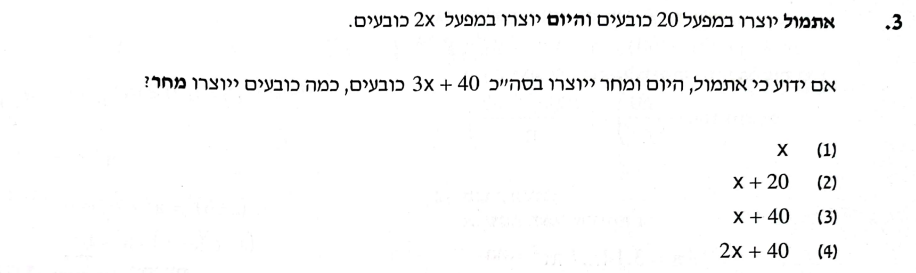 3. אתמול יוצרו במפעל 20 כובעים והיום יוצרו במפעל 2x כובעים.
אם ידוע כי אתמול, היום ומחר ייוצרו בסה״כ 3x + 40 כובעים, כמה כובעים ייוצרו מחר?
(1) x
(2) x + 20
(3) x + 40
(4) 2x + 40